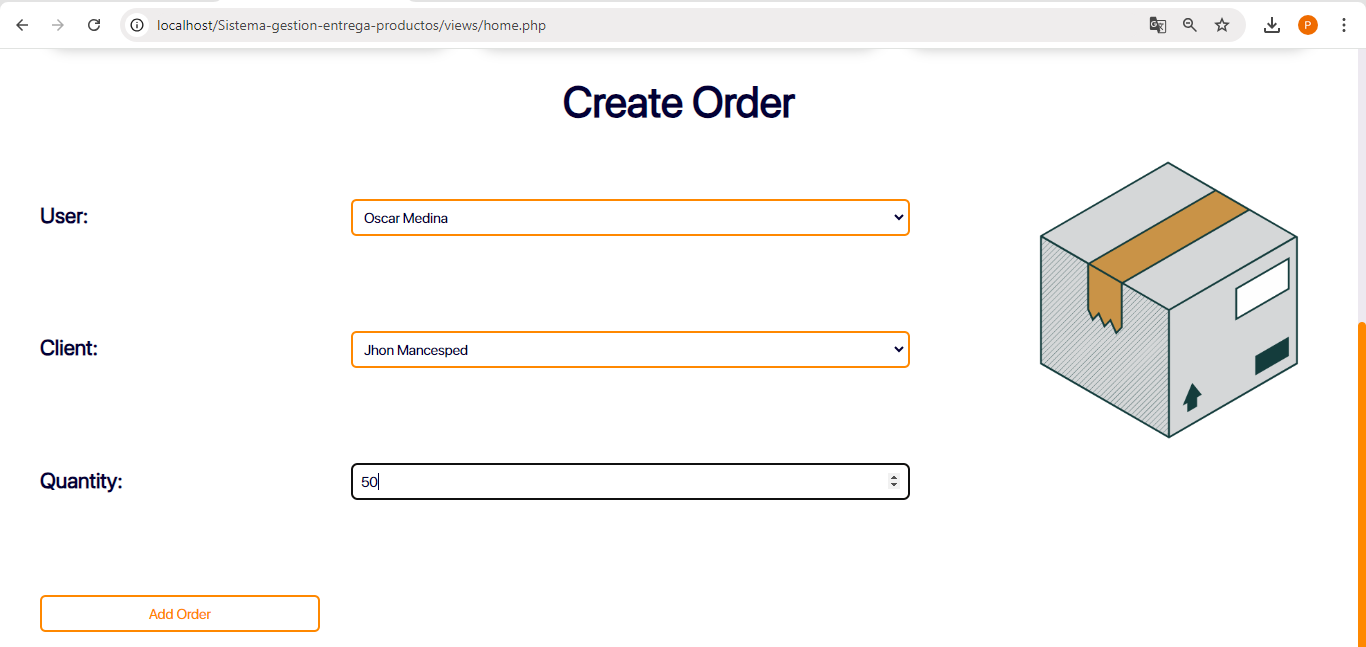 localhost/Sistema-gestion-entrega-productos/views/home.php
P
Create Order
User:
Oscar Medina
Client:
Jhon Mancesped
Quantity:
50
Add Order